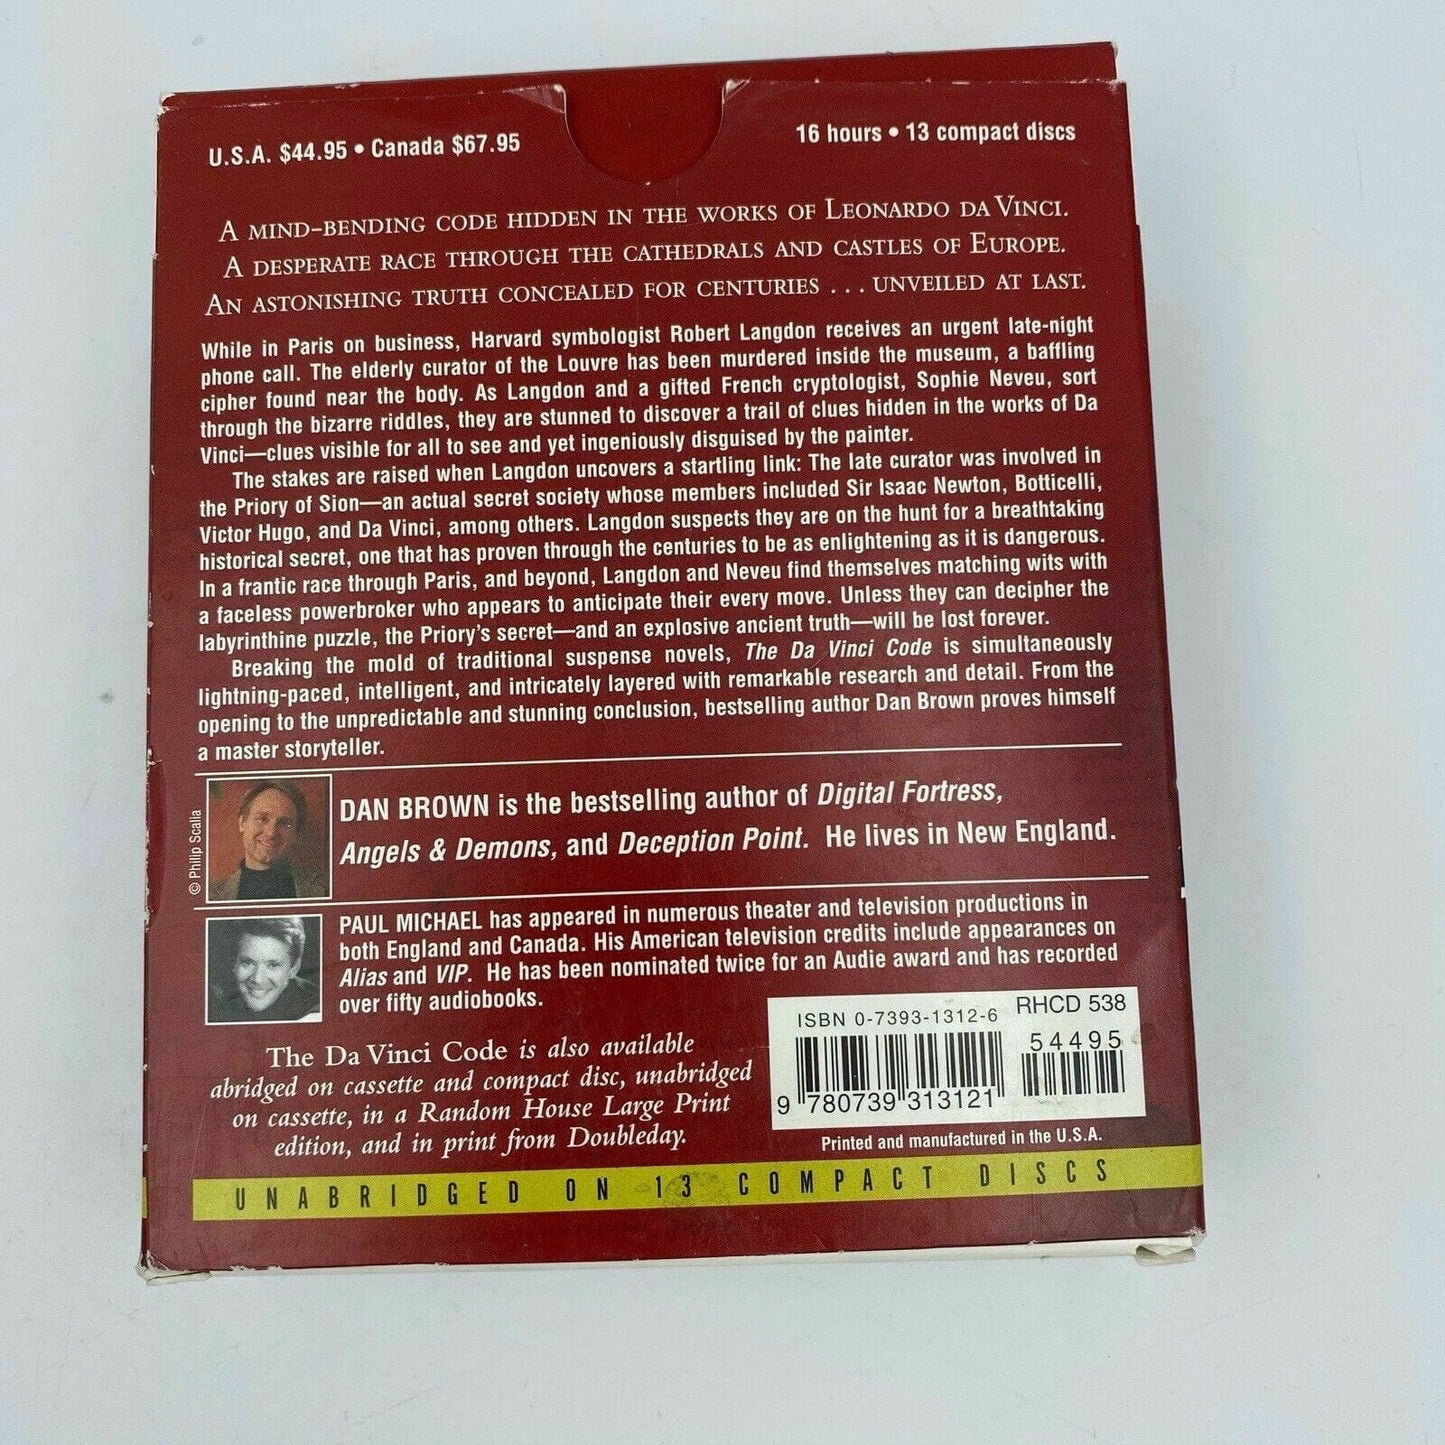 U.S.A. $44.95 • Canada $67.95
16 hours • 13 compact discs
A MIND-BENDING CODE HIDDEN IN THE WORKS OF LEONARDO DA VINCI.
A DESPERATE RACE THROUGH THE CATHEDRALS AND CASTLES OF EUROPE.
AN ASTONISHING TRUTH CONCEALED FOR CENTURIES . . . UNVEILED AT LAST.
While in Paris on business, Harvard symbologist Robert Langdon receives an urgent late-night
phone call. The elderly curator of the Louvre has been murdered inside the museum, a baffling
cipher found near the body. As Langdon and a gifted French cryptologist, Sophie Neveu, sort
through the bizarre riddles, they are stunned to discover a trail of clues hidden in the works of Da
Vinci—clues visible for all to see and yet ingeniously disguised by the painter.
The stakes are raised when Langdon uncovers a startling link: The late curator was involved in
the Priory of Sion—an actual secret society whose members included Sir Isaac Newton, Botticelli,
Victor Hugo, and Da Vinci, among others. Langdon suspects they are on the hunt for a breathtaking
historical secret, one that has proven through the centuries to be as enlightening as it is dangerous.
In a frantic race through Paris, and beyond, Langdon and Neveu find themselves matching wits with
a faceless powerbroker who appears to anticipate their every move. Unless they can decipher the
labyrinthine puzzle, the Priory's secret—and an explosive ancient truth—will be lost forever.
Breaking the mold of traditional suspense novels, The Da Vinci Code is simultaneously
lightning-paced, intelligent, and intricately layered with remarkable research and detail. From the
opening to the unpredictable and stunning conclusion, bestselling author Dan Brown proves himself
a master storyteller.
© Philip Scalia
DAN BROWN is the bestselling author of Digital Fortress,
Angels & Demons, and Deception Point. He lives in New England.
PAUL MICHAEL has appeared in numerous theater and television productions in
both England and Canada. His American television credits include appearances on
Alias and VIP. He has been nominated twice for an Audie award and has recorded
over fifty audiobooks.
The Da Vinci Code is also available
abridged on cassette and compact disc, unabridged
on cassette, in a Random House Large Print
edition, and in print from Doubleday.
ISBN 0-7393-1312-6
RHCD 538
54495
9 780739 313121
Printed and manufactured in the U.S.A.
UNABRIDGED ON 13 COMPACT DISCS